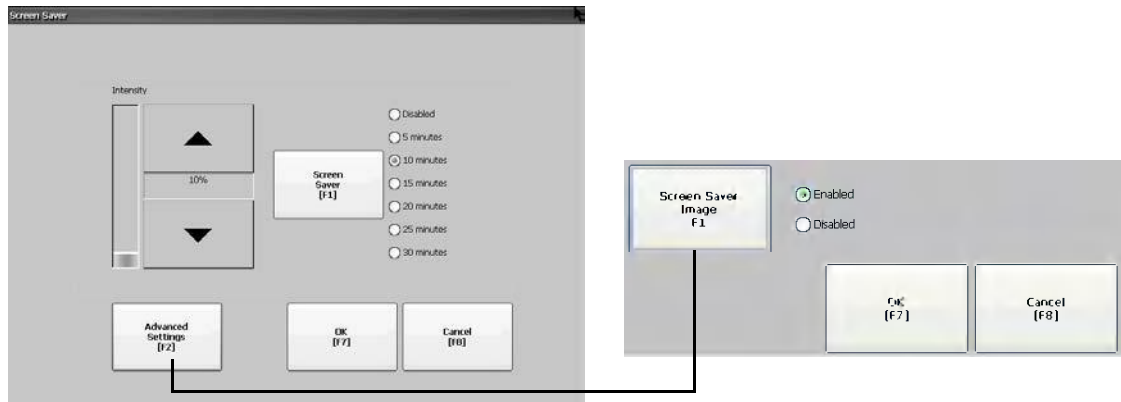 Screen Saver
Intensity
10%
Screen
Saver
[F1]
Disabled
5 minutes
10 minutes
15 minutes
20 minutes
25 minutes
30 minutes
Advanced
Settings
[F2]
OK
[F7]
Cancel
[F8]
Screen Saver
Image
F1
Enabled
Disabled
OK
[F7]
Cancel
[F8]